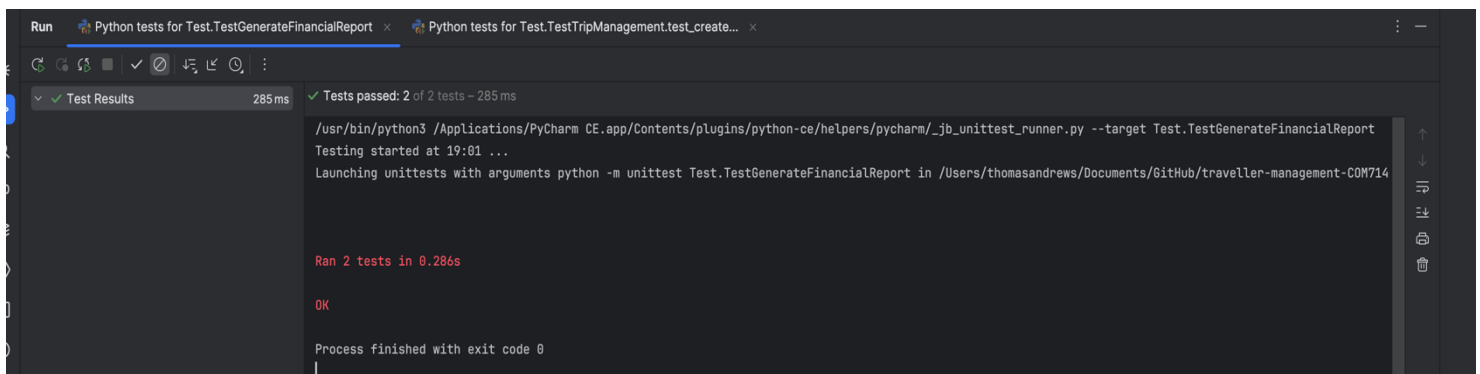 Run Python tests for Test.TestGenerateFinancialReport × Python tests for Test.TestTripManagement.test_create... ×
Test Results 285 ms
Tests passed: 2 of 2 tests – 285 ms
/usr/bin/python3 /Applications/PyCharm CE.app/Contents/plugins/python-ce/helpers/pycharm/_jb_unittest_runner.py --target Test.TestGenerateFinancialReport
Testing started at 19:01 ...
Launching unittests with arguments python -m unittest Test.TestGenerateFinancialReport in /Users/thomasandrews/Documents/GitHub/traveller-management-COM714
Ran 2 tests in 0.286s
OK
Process finished with exit code 0